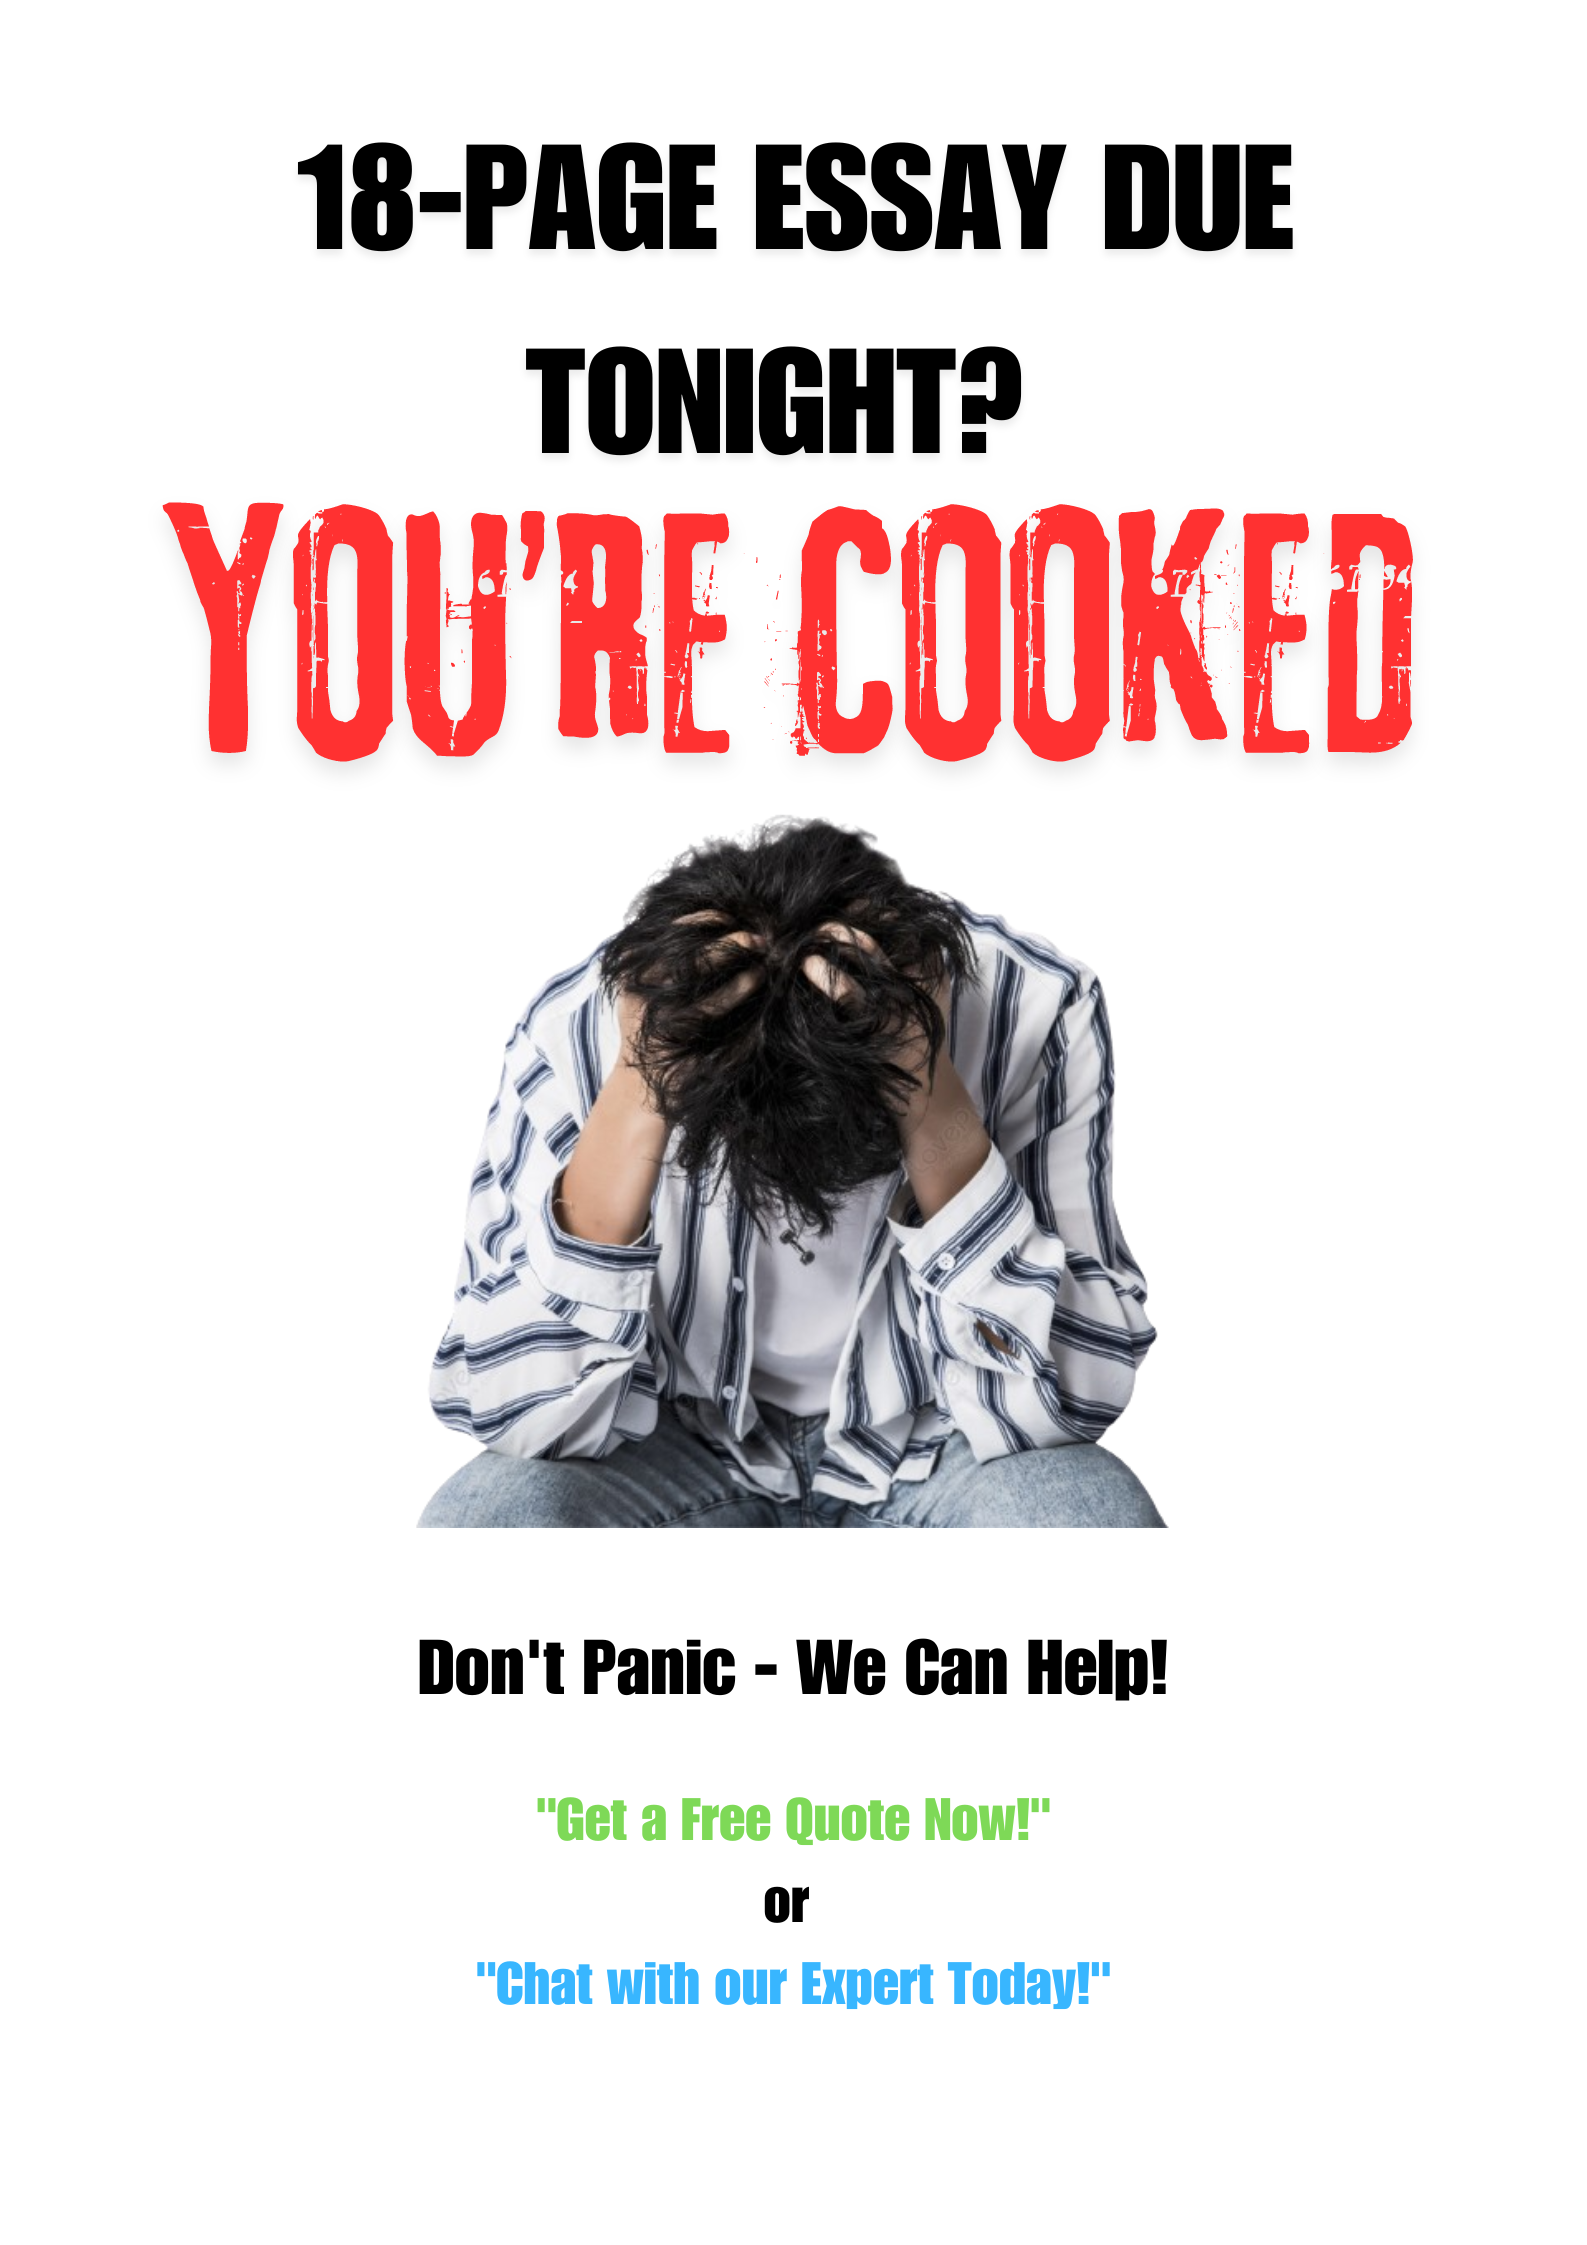 18-PAGE ESSAY DUE
TONIGHT?
YOU'RE COOKED
Don't Panic - We Can Help!
"Get a Free Quote Now!"
or
"Chat with our Expert Today!"